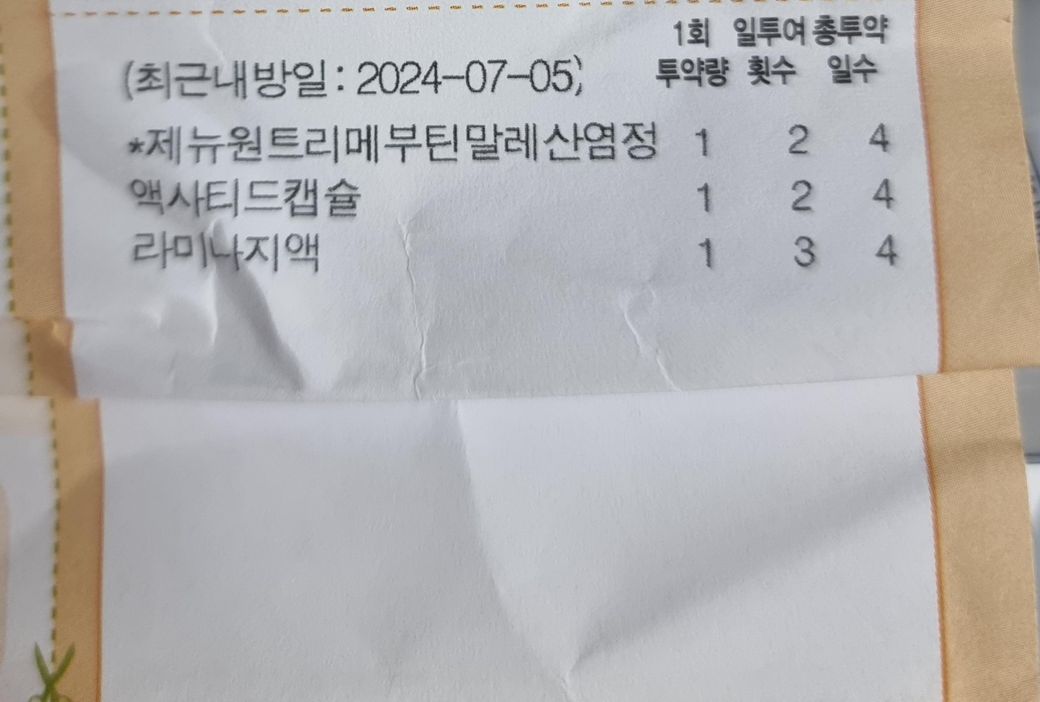 1회 일투여 총투약
(최근내방일: 2024-07-05) 투약량 횟수 일수
*제뉴원트리메부틴말레산염정 1 2 4
액사티드캡슐 1 2 4
라미나지액 1 3 4